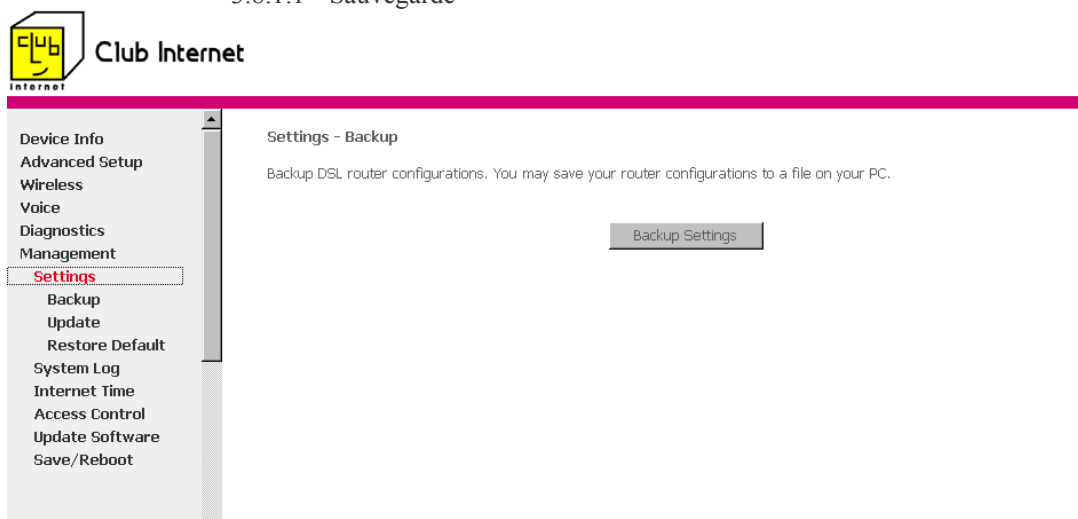 Sauvegarde
club
internet
Club Internet
Device Info
Advanced Setup
Wireless
Voice
Diagnostics
Management
Settings
Backup
Update
Restore Default
System Log
Internet Time
Access Control
Update Software
Save/Reboot
Settings - Backup
Backup DSL router configurations. You may save your router configurations to a file on your PC.
Backup Settings